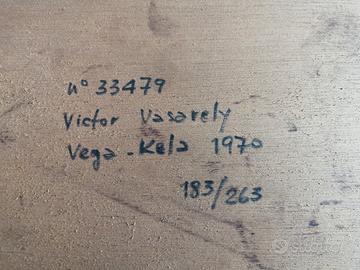 n° 33479
Victor Vasarely
Vega - Kela 1970
183/263